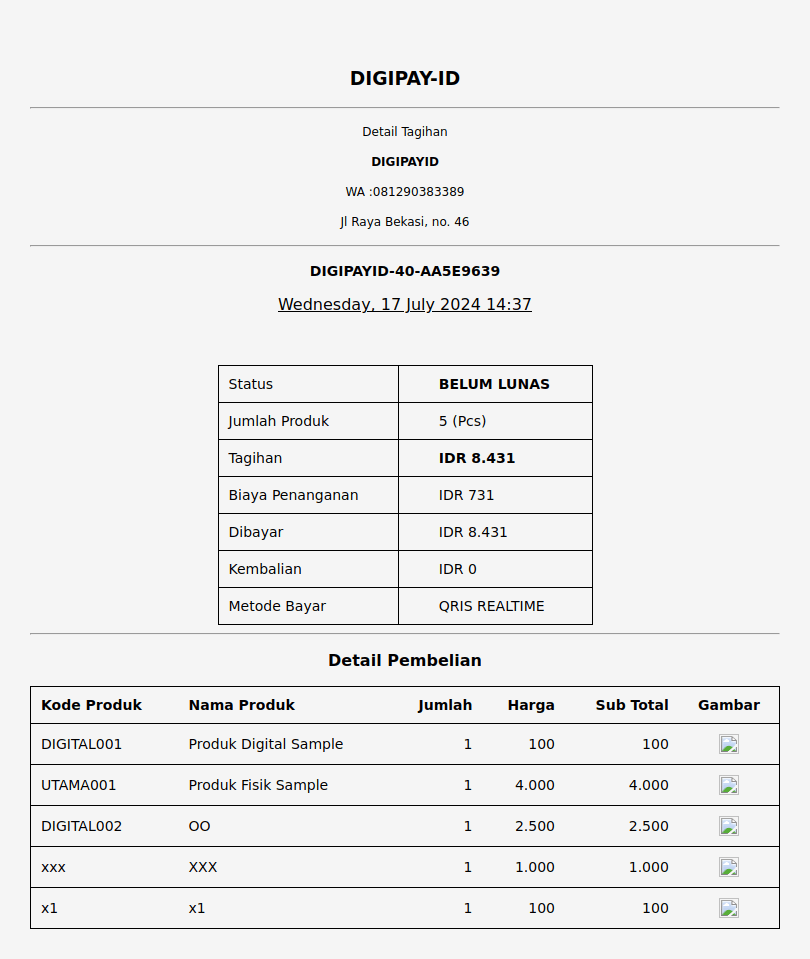 DIGIPAY-ID
Detail Tagihan
DIGIPAYID
WA :081290383389
Jl Raya Bekasi, no. 46
DIGIPAYID-40-AA5E9639
Wednesday, 17 July 2024 14:37
Status BELUM LUNAS
Jumlah Produk 5 (Pcs)
Tagihan IDR 8.431
Biaya Penanganan IDR 731
Dibayar IDR 8.431
Kembalian IDR 0
Metode Bayar QRIS REALTIME
Detail Pembelian
Kode Produk Nama Produk Jumlah Harga Sub Total Gambar
DIGITAL001 Produk Digital Sample 1 100 100
UTAMA001 Produk Fisik Sample 1 4.000 4.000
DIGITAL002 OO 1 2.500 2.500
xxx XXX 1 1.000 1.000
x1 x1 1 100 100